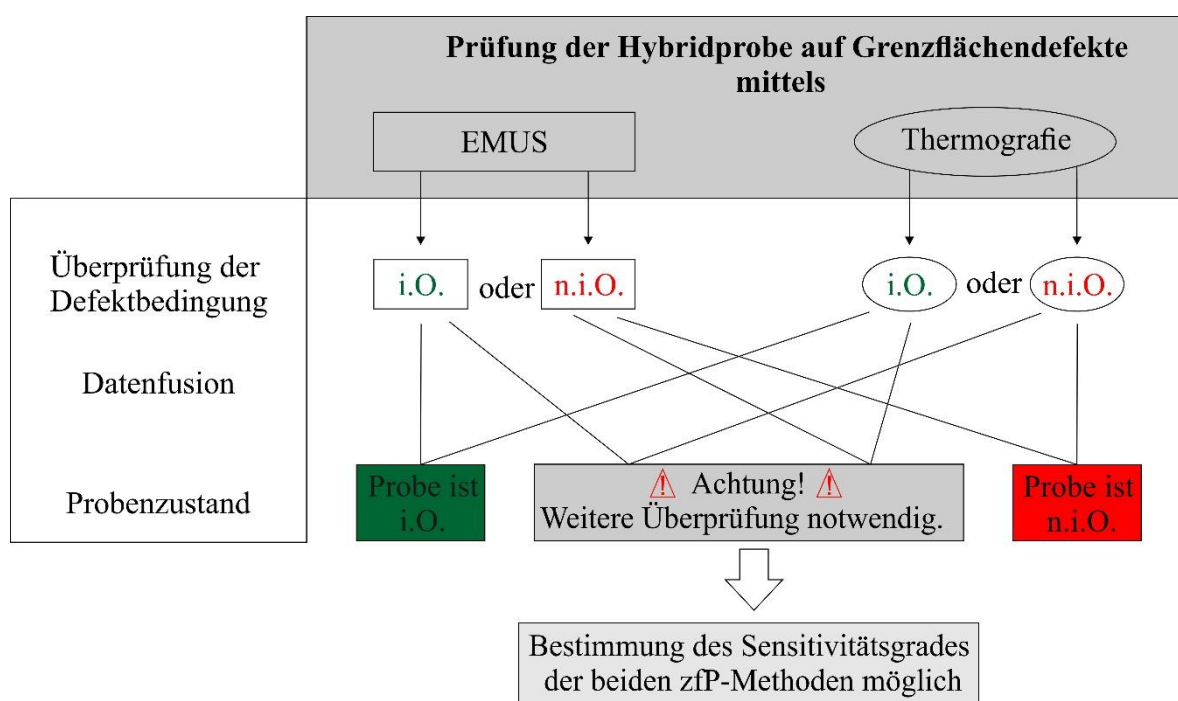 Prüfung der Hybridprobe auf Grenzflächendefekte
mittels
EMUS
Thermografie
Überprüfung der
Defektbedingung
i.O.
oder
n.i.O.
i.O.
oder
n.i.O.
Datenfusion
Probenzustand
Probe ist
i.O.
Achtung!
Weitere Überprüfung notwendig.
Probe ist
n.i.O.
Bestimmung des Sensitivitätsgrades
der beiden zfP-Methoden möglich